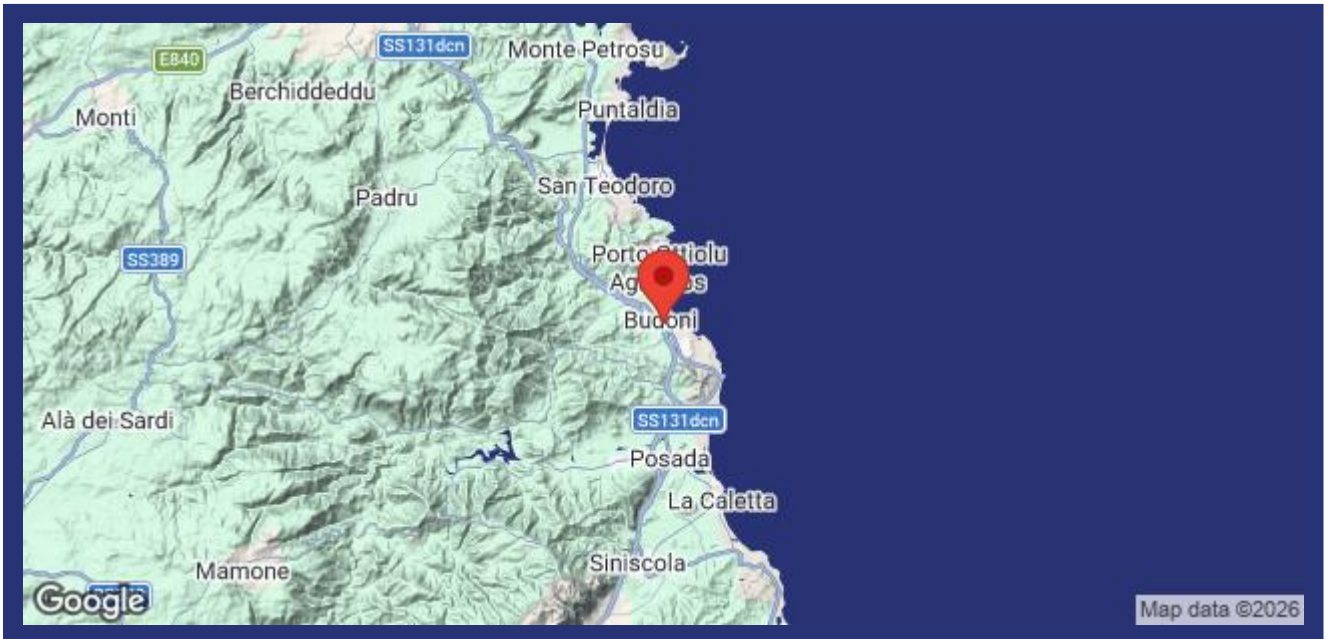 SS131dcn
Monte Petrosu
E840
Berchiddeddu
Puntaldia
Monti
San Teodoro
Padru
Porto
SS389
Budoni
Alà dei Sardi
SS131dcn
Posada
La Caletta
Siniscola
Mamone
Google
Map data ©2026